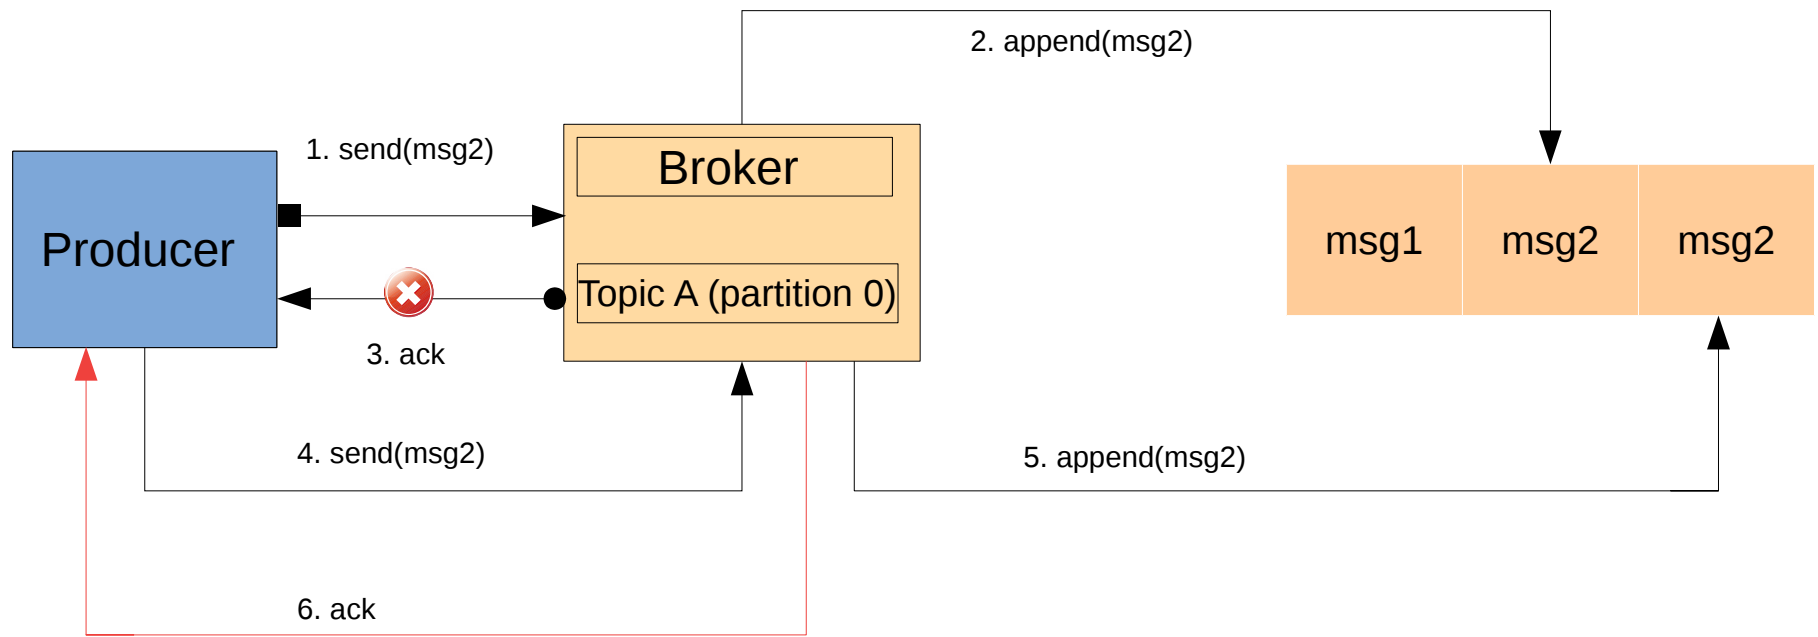 2. append(msg2)
1. send(msg2)
Broker
Producer
msg1
msg2
msg2
Topic A (partition 0)
3. ack
4. send(msg2)
5. append(msg2)
6. ack